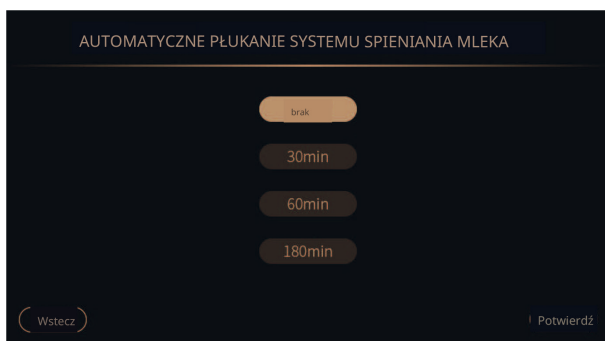 AUTOMATYCZNE PŁUKANIE SYSTEMU SPIENIANIA MLEKA
brak
30min
60min
180min
Wstecz
Potwierdź